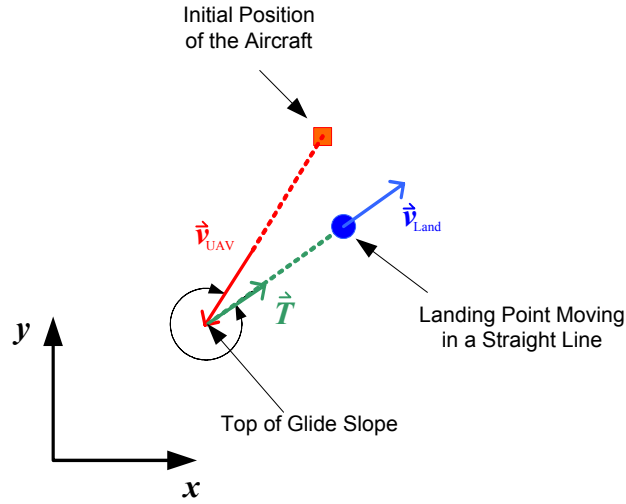 Initial Position
of the Aircraft
v⃗UAV
v⃗Land
T⃗
Landing Point Moving
in a Straight Line
y
Top of Glide Slope
x